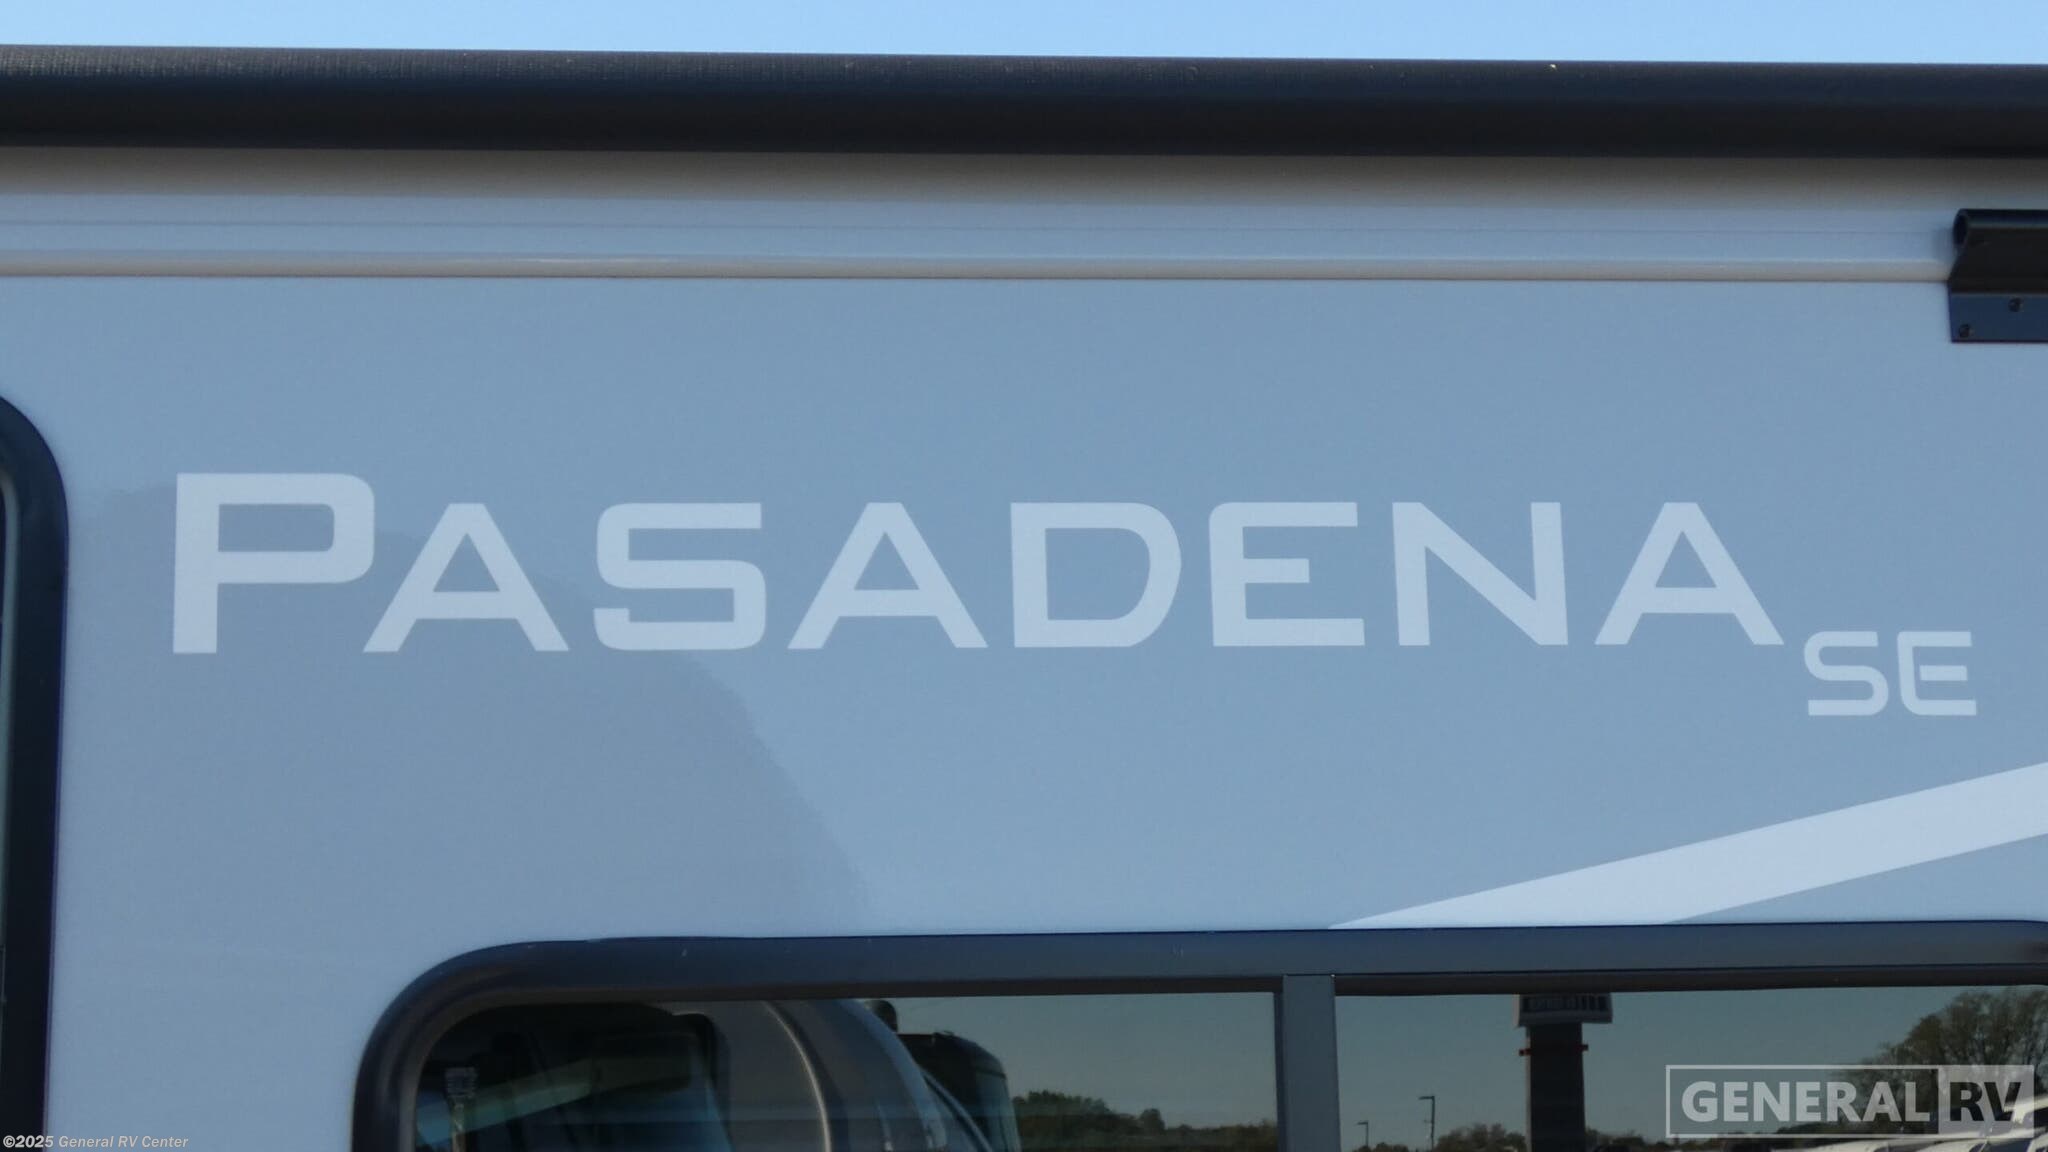 PASADENA SE
GENERAL RV
©2025 General RV Center